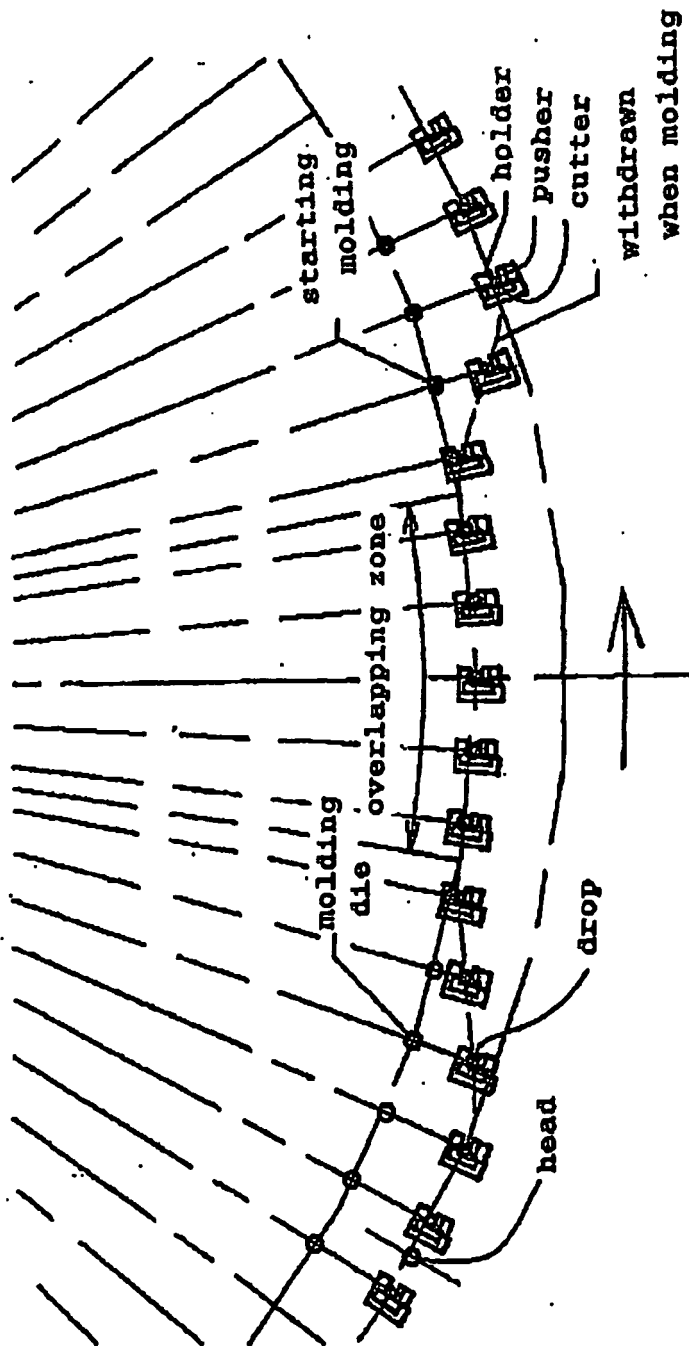 starting
molding
holder
pusher
cutter
withdrawn
when molding
overlapping zone
molding
die
drop
head